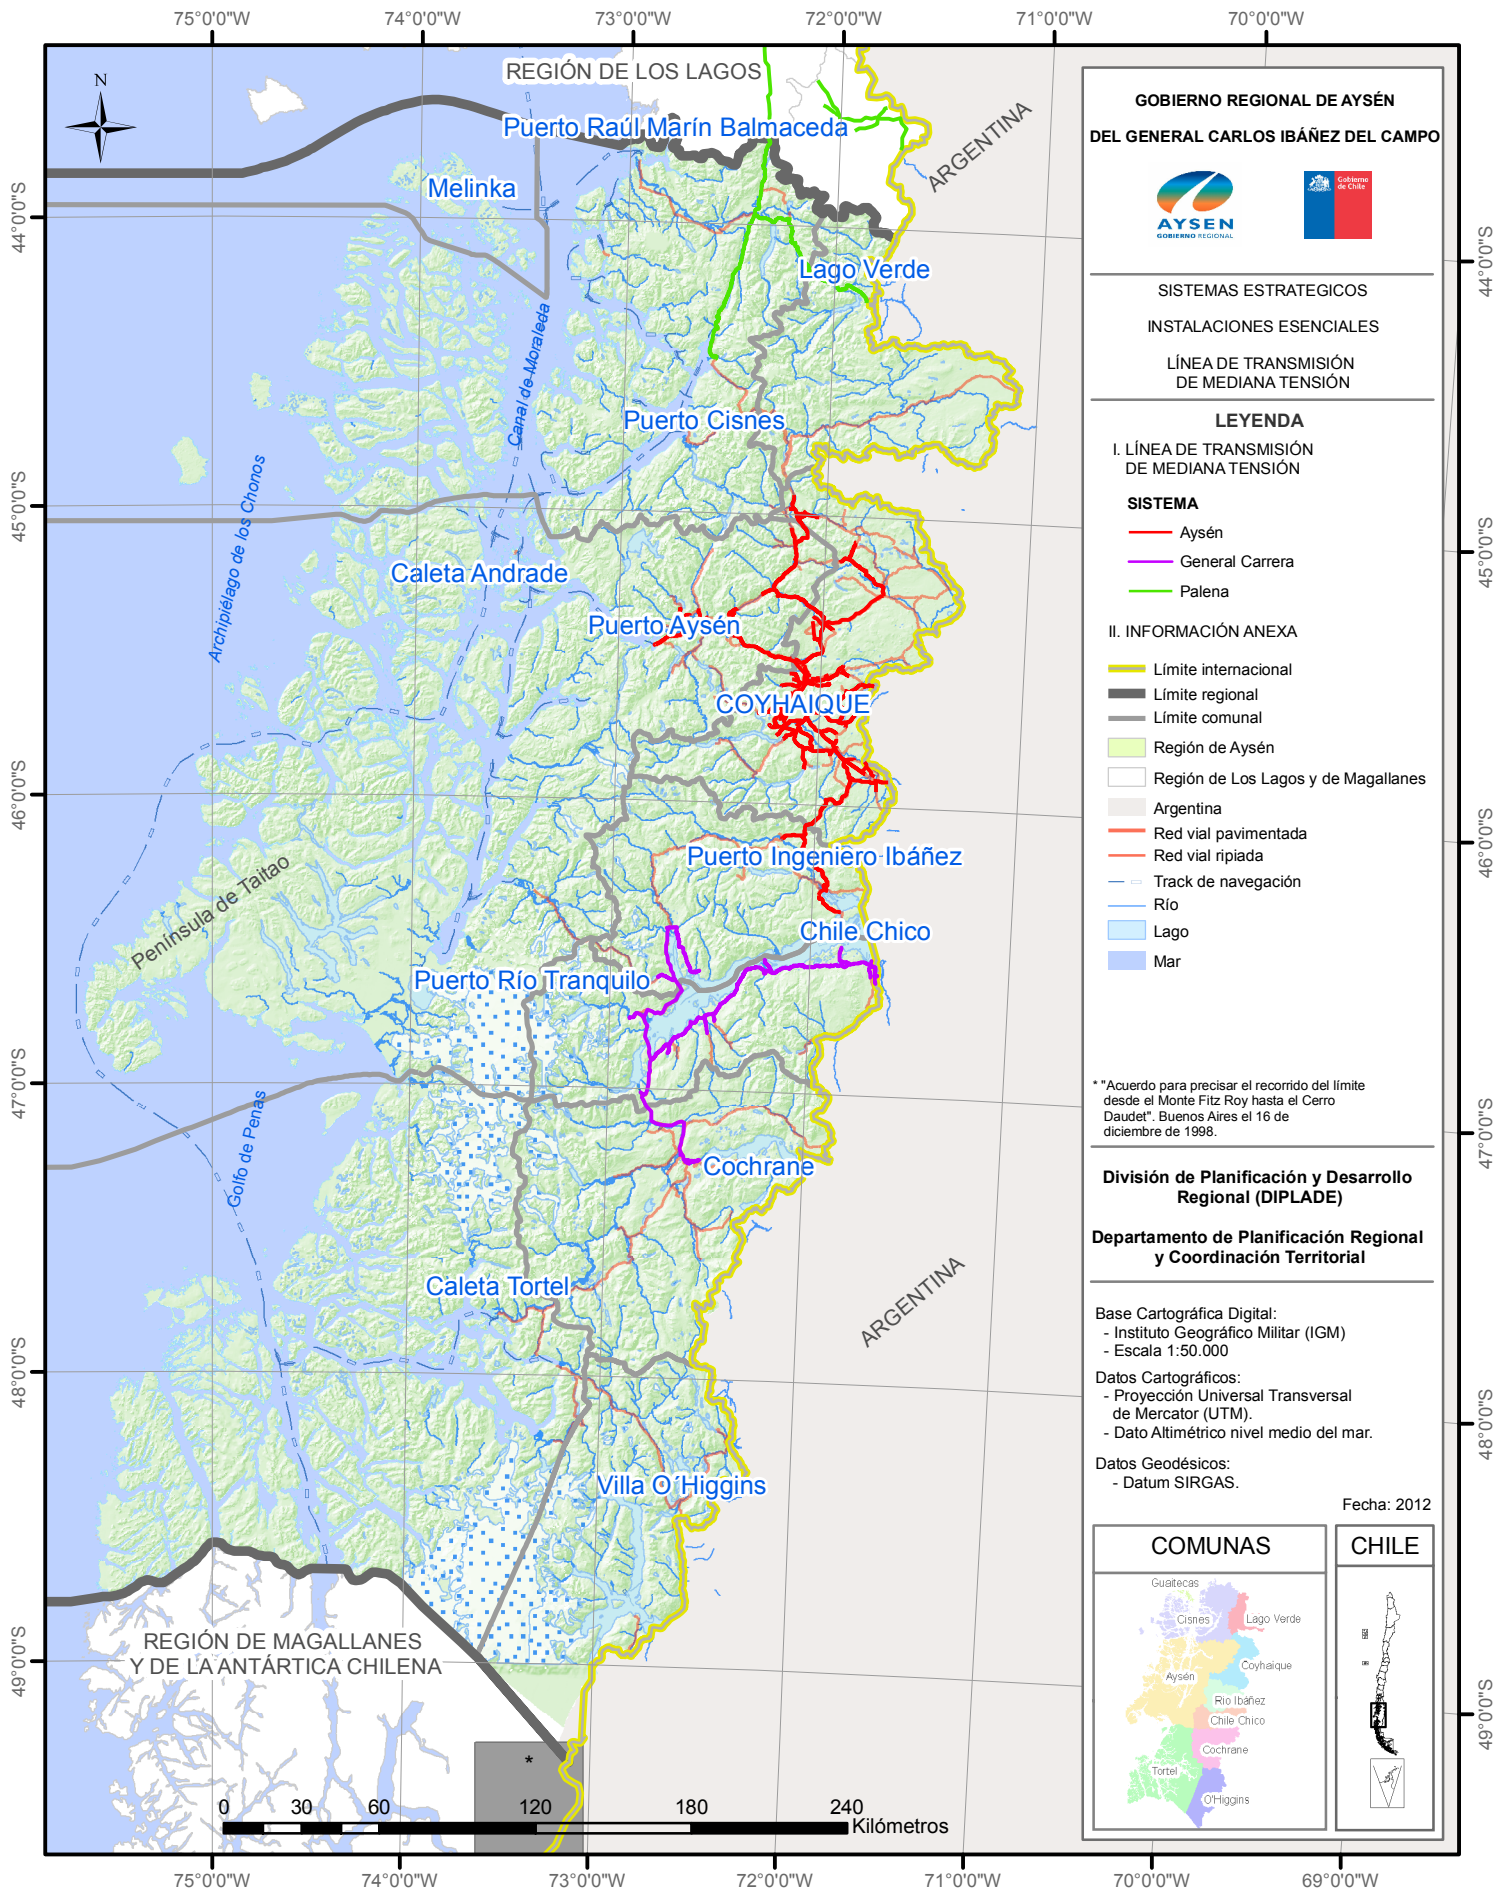 75°0'0"W
74°0'0"W
73°0'0"W
72°0'0"W
71°0'0"W
70°0'0"W
44°0'0"S
45°0'0"S
46°0'0"S
47°0'0"S
48°0'0"S
49°0'0"S
N
REGIÓN DE LOS LAGOS
ARGENTINA
Puerto Raúl Marín Balmaceda
Melinka
Lago Verde
Canal de Moraleda
Puerto Cisnes
Archipiélago de los Chonos
Caleta Andrade
Puerto Aysén
COYHAIQUE
Puerto Ingeniero Ibáñez
Península de Taitao
Chile Chico
Puerto Río Tranquilo
Golfo de Penas
Cochrane
Caleta Tortel
ARGENTINA
Villa O´Higgins
REGIÓN DE MAGALLANES
Y DE LA ANTÁRTICA CHILENA
*
0 30 60 120 180 240
Kilómetros
GOBIERNO REGIONAL DE AYSÉN
DEL GENERAL CARLOS IBÁÑEZ DEL CAMPO
AYSEN
GOBIERNO REGIONAL
Gobierno
de Chile
SISTEMAS ESTRATEGICOS
INSTALACIONES ESENCIALES
LÍNEA DE TRANSMISIÓN
DE MEDIANA TENSIÓN
LEYENDA
I. LÍNEA DE TRANSMISIÓN
DE MEDIANA TENSIÓN
SISTEMA
Aysén
General Carrera
Palena
II. INFORMACIÓN ANEXA
Límite internacional
Límite regional
Límite comunal
Región de Aysén
Región de Los Lagos y de Magallanes
Argentina
Red vial pavimentada
Red vial ripiada
Track de navegación
Río
Lago
Mar
* "Acuerdo para precisar el recorrido del límite
desde el Monte Fitz Roy hasta el Cerro
Daudet". Buenos Aires el 16 de
diciembre de 1998.
División de Planificación y Desarrollo
Regional (DIPLADE)
Departamento de Planificación Regional
y Coordinación Territorial
Base Cartográfica Digital:
- Instituto Geográfico Militar (IGM)
- Escala 1:50.000
Datos Cartográficos:
- Proyección Universal Transversal
de Mercator (UTM).
- Dato Altimétrico nivel medio del mar.
Datos Geodésicos:
- Datum SIRGAS.
Fecha: 2012
COMUNAS
Guaitecas
Cisnes
Lago Verde
Aysén
Coyhaique
Rio Ibáñez
Chile Chico
Cochrane
Tortel
O'Higgins
CHILE
44°0'0"S
45°0'0"S
46°0'0"S
47°0'0"S
48°0'0"S
49°0'0"S
75°0'0"W
74°0'0"W
73°0'0"W
72°0'0"W
71°0'0"W
70°0'0"W
69°0'0"W